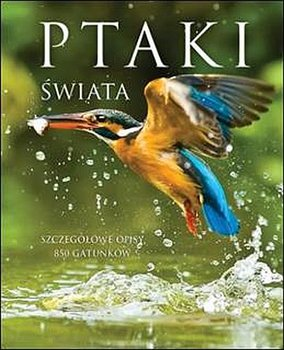 PTAKI
ŚWIATA
SZCZEGÓŁOWE OPISY
850 GATUNKÓW